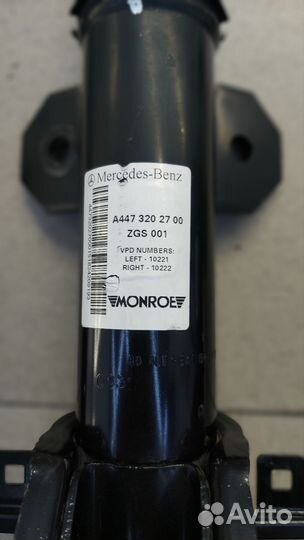 Mercedes-Benz
A447 320 27 00
ZGS 001
VPD NUMBERS:
LEFT - 10221
RIGHT - 10222
MONROE
Avito